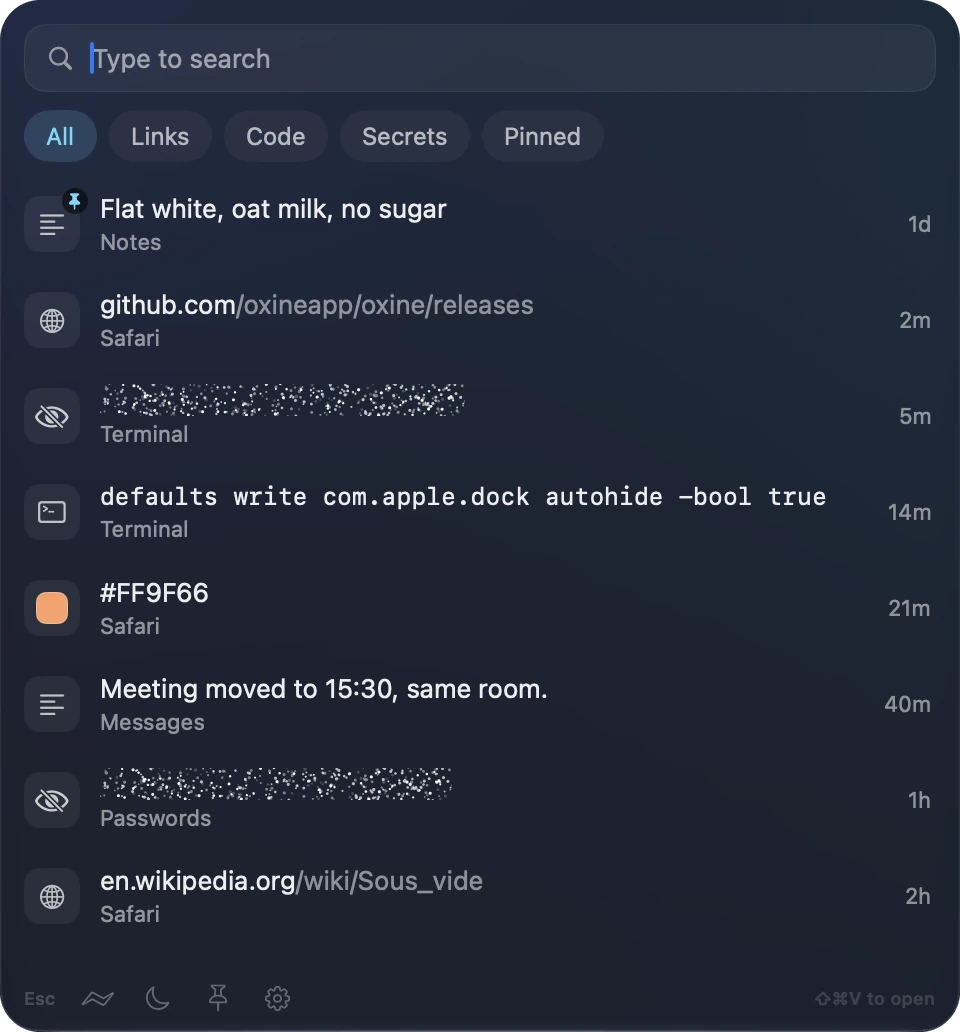 Type to search
All Links Code Secrets Pinned
Flat white, oat milk, no sugar
1d
Notes
github.com/oxineapp/oxine/releases
2m
Safari
5m
Terminal
defaults write com.apple.dock autohide –bool true
14m
Terminal
#FF9F66
21m
Safari
Meeting moved to 15:30, same room.
40m
Messages
1h
Passwords
en.wikipedia.org/wiki/Sous_vide
2h
Safari
Esc
⇧⌘V to open